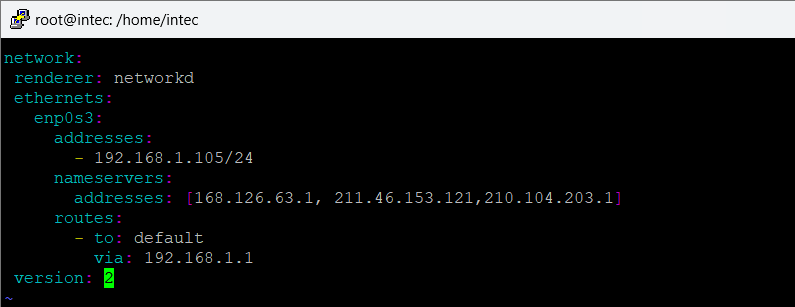 root@intec: /home/intec
network:
 renderer: networkd
 ethernets:
   enp0s3:
     addresses:
       - 192.168.1.105/24
     nameservers:
       addresses: [168.126.63.1, 211.46.153.121,210.104.203.1]
     routes:
       - to: default
         via: 192.168.1.1
 version: 2
~